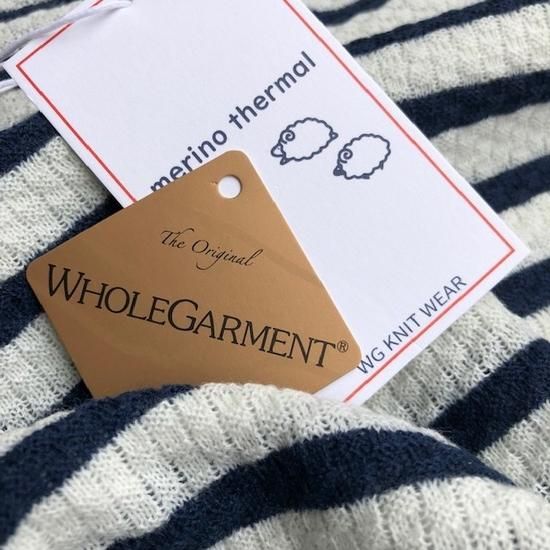 merino thermal
WG KNIT WEAR
The Original
WHOLEGARMENT®